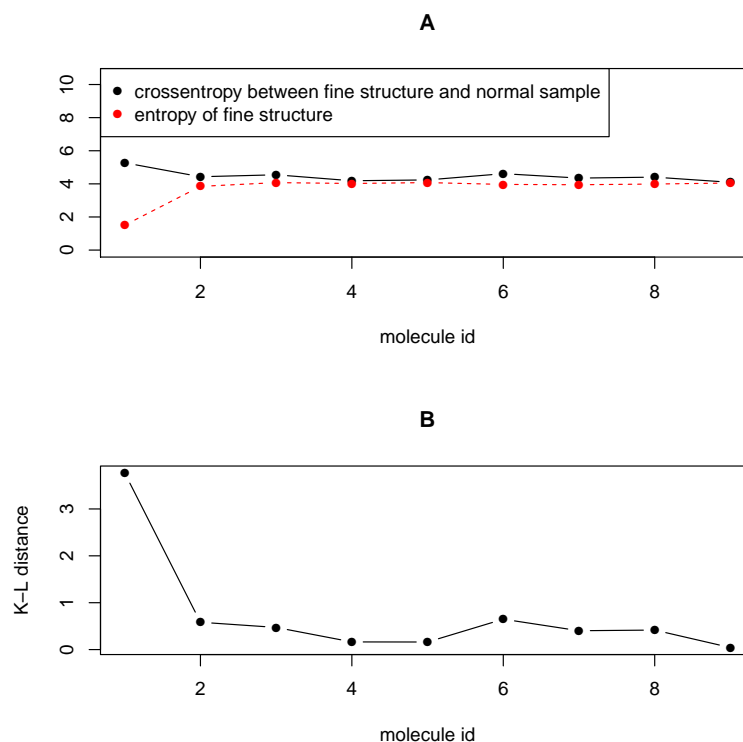 A
10
8
6
4
2
0
crossentropy between fine structure and normal sample
entropy of fine structure
2 4 6 8
molecule id
B
K−L distance
3
2
1
0
2 4 6 8
molecule id